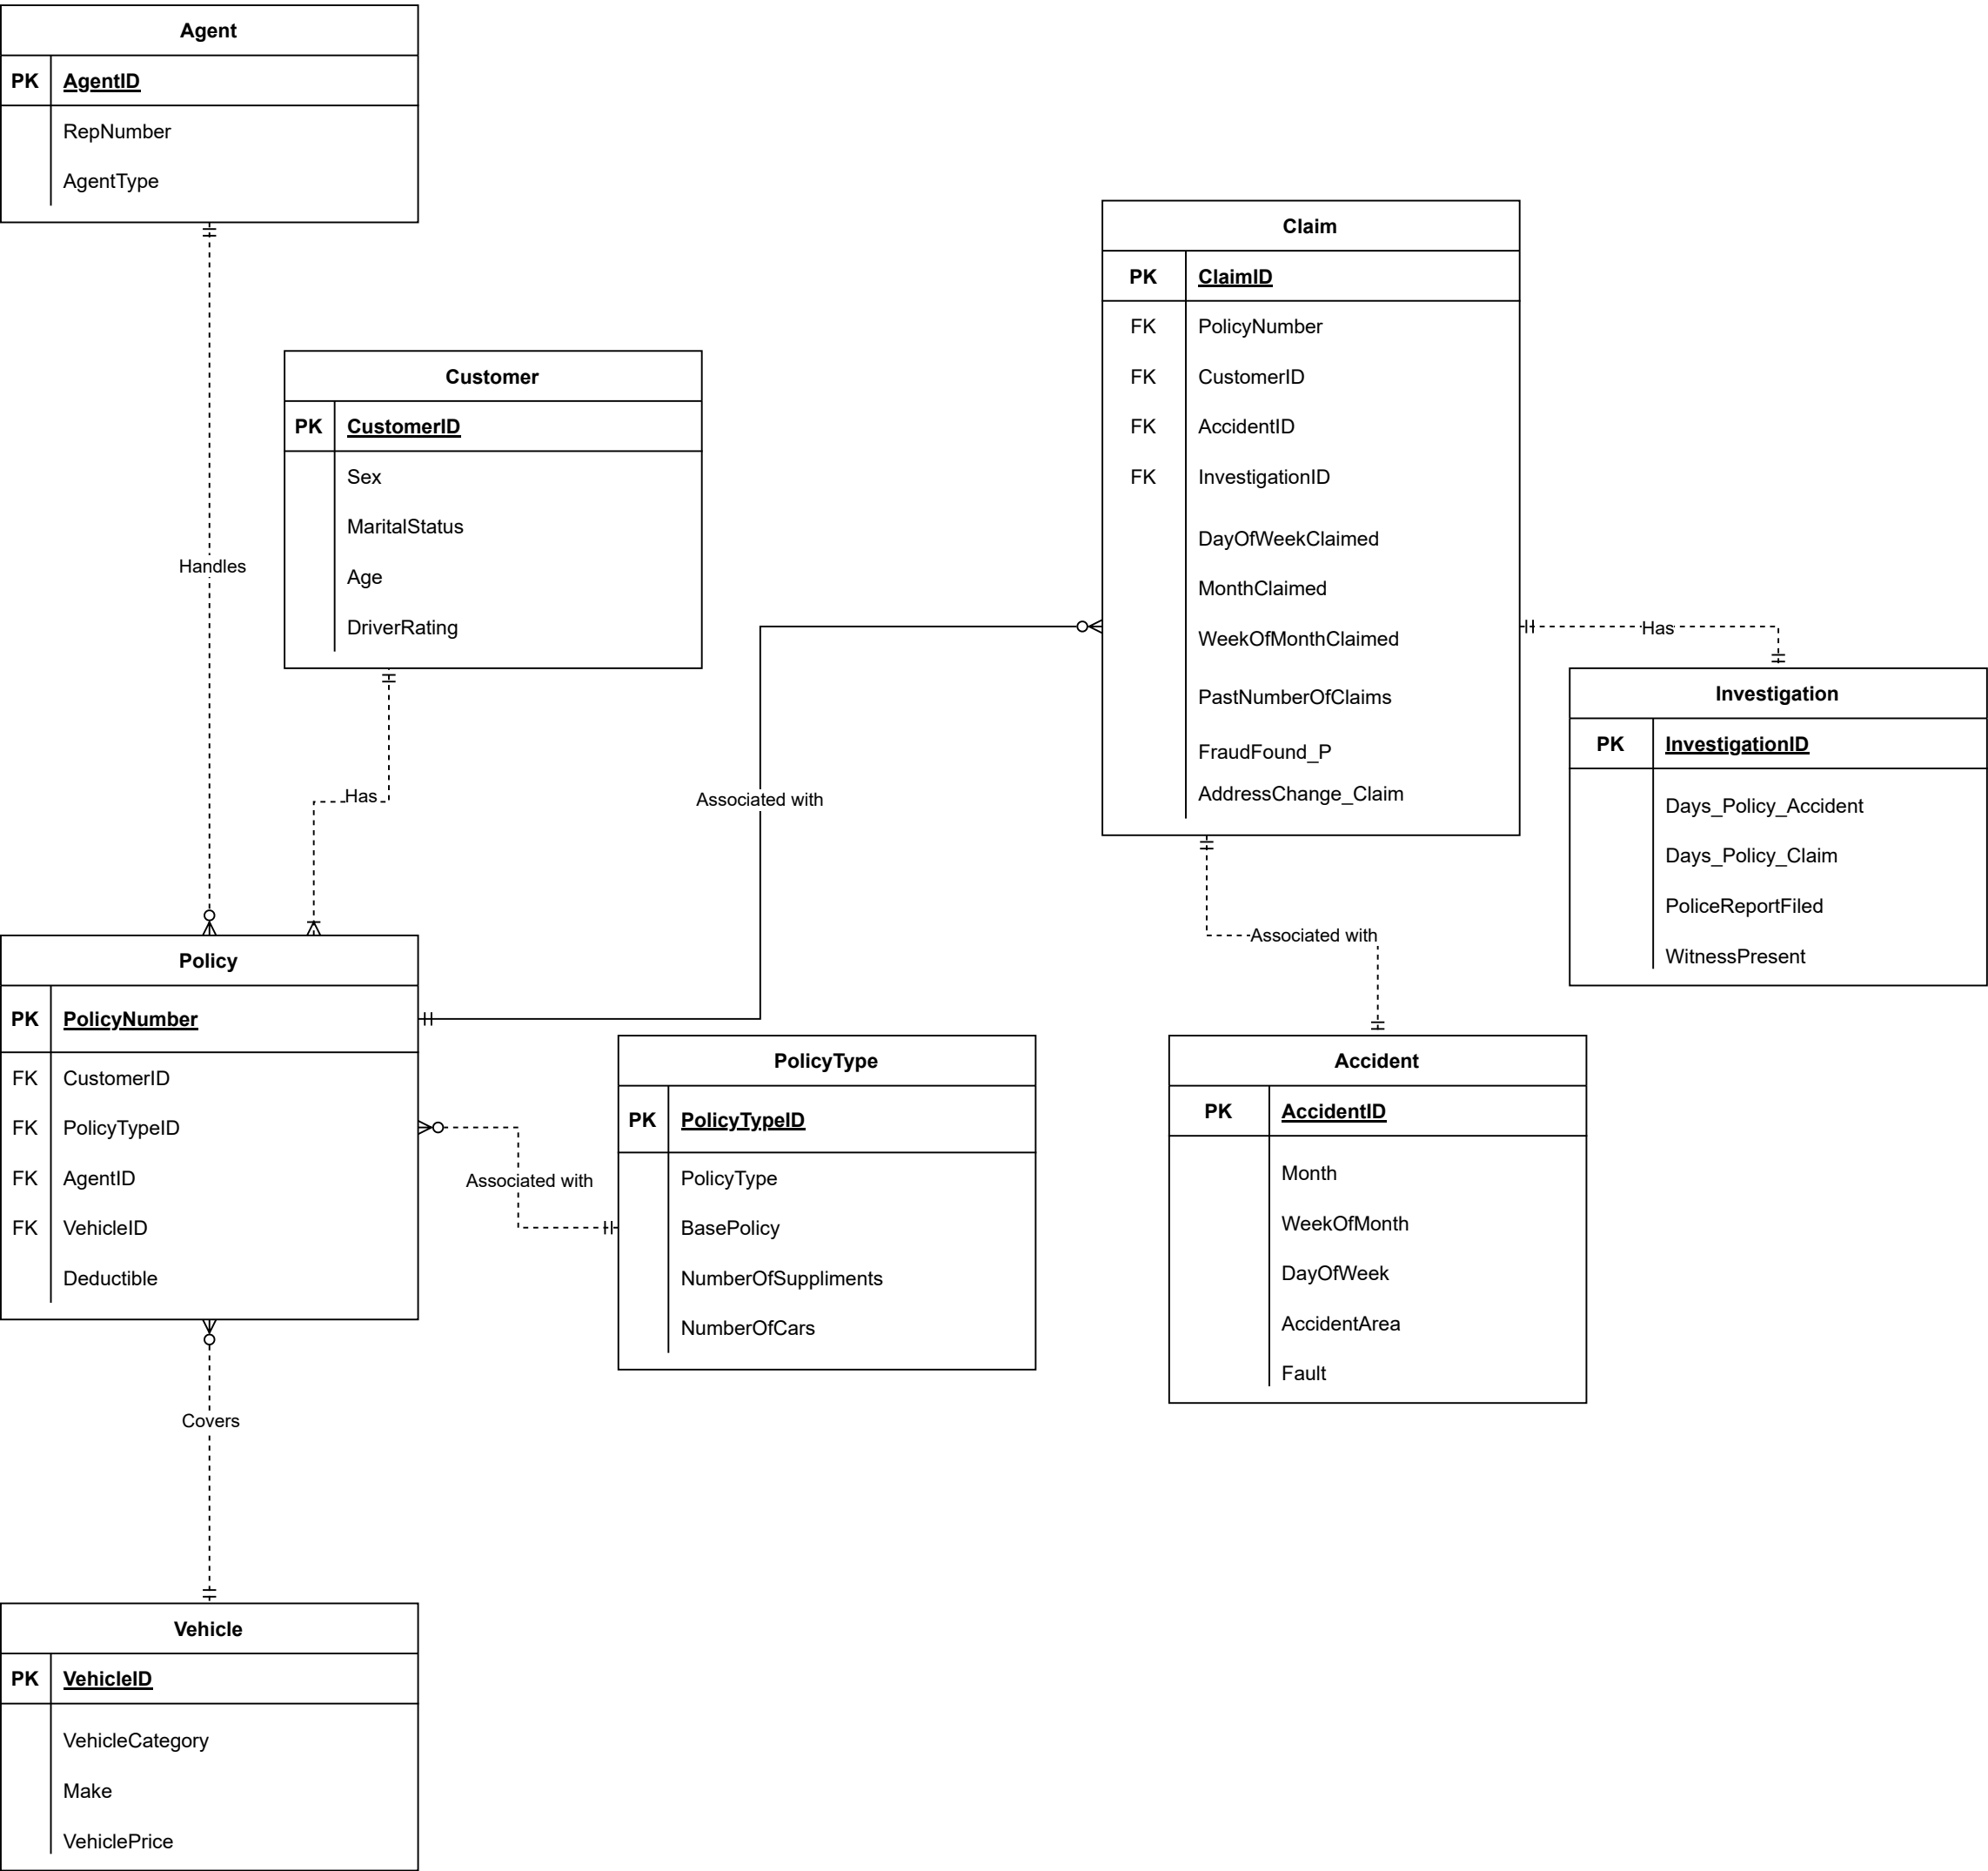 Agent
PK AgentID
RepNumber
AgentType
Handles
Customer
PK CustomerID
Sex
MaritalStatus
Age
DriverRating
Has
Claim
PK ClaimID
FK PolicyNumber
FK CustomerID
FK AccidentID
FK InvestigationID
DayOfWeekClaimed
MonthClaimed
WeekOfMonthClaimed
PastNumberOfClaims
FraudFound_P
AddressChange_Claim
Has
Investigation
PK InvestigationID
Days_Policy_Accident
Days_Policy_Claim
PoliceReportFiled
WitnessPresent
Associated with
Associated with
Policy
PK PolicyNumber
FK CustomerID
FK PolicyTypeID
FK AgentID
FK VehicleID
Deductible
Associated with
PolicyType
PK PolicyTypeID
PolicyType
BasePolicy
NumberOfSuppliments
NumberOfCars
Accident
PK AccidentID
Month
WeekOfMonth
DayOfWeek
AccidentArea
Fault
Covers
Vehicle
PK VehicleID
VehicleCategory
Make
VehiclePrice